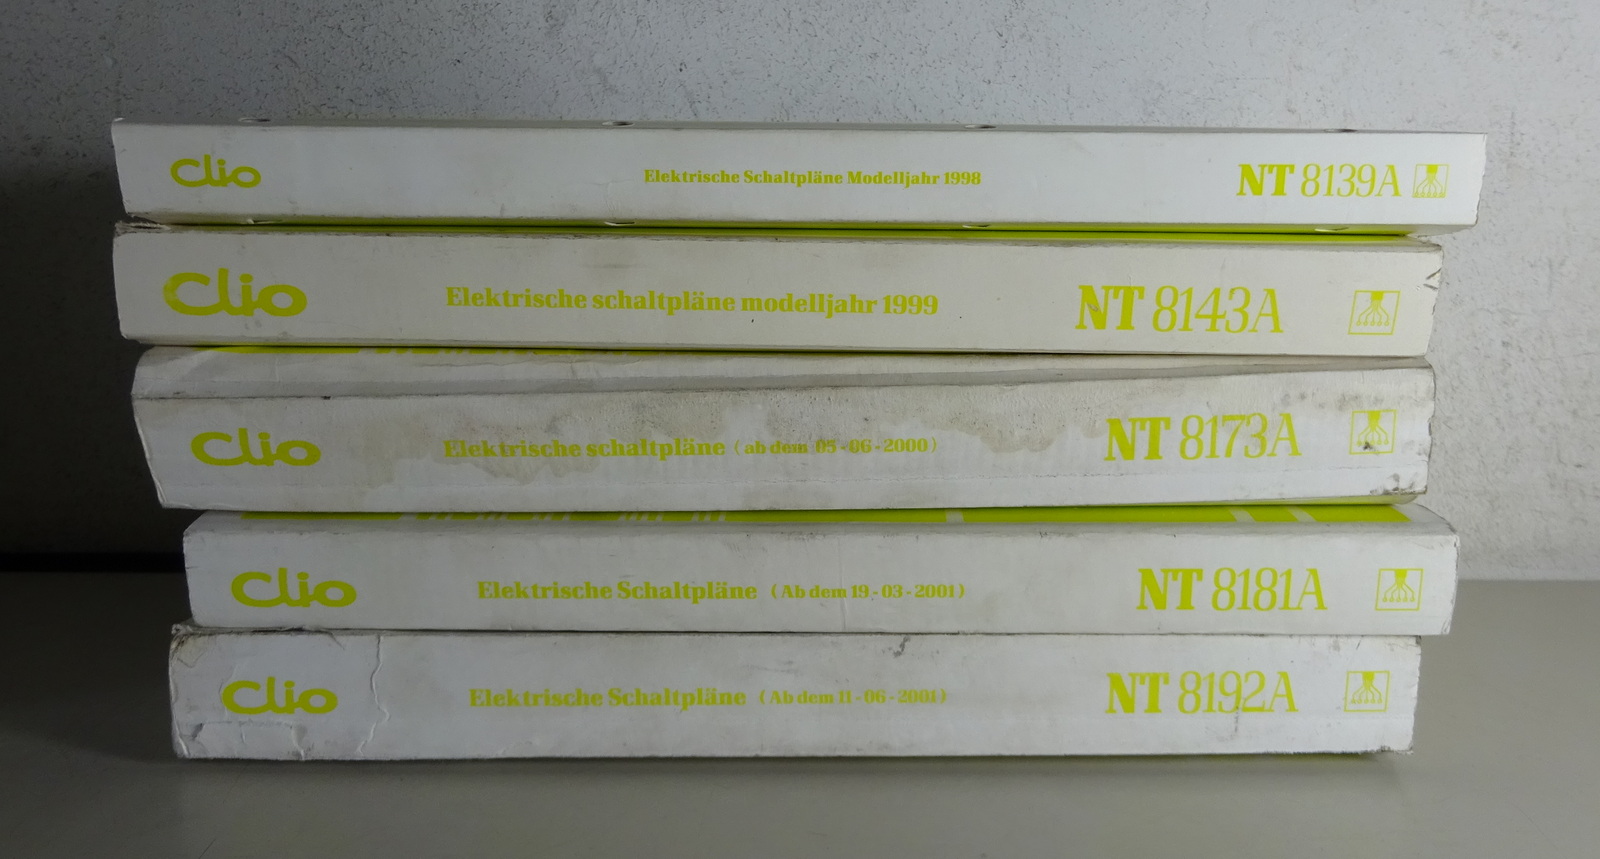 Clio Elektrische Schaltpläne Modelljahr 1998 NT 8139A
Clio Elektrische schaltpläne modelljahr 1999 NT 8143A
Clio Elektrische schaltpläne (ab dem 05-06-2000) NT 8173A
Clio Elektrische Schaltpläne (Ab dem 19-03-2001) NT 8181A
Clio Elektrische Schaltpläne (Ab dem 11-06-2001) NT 8192A